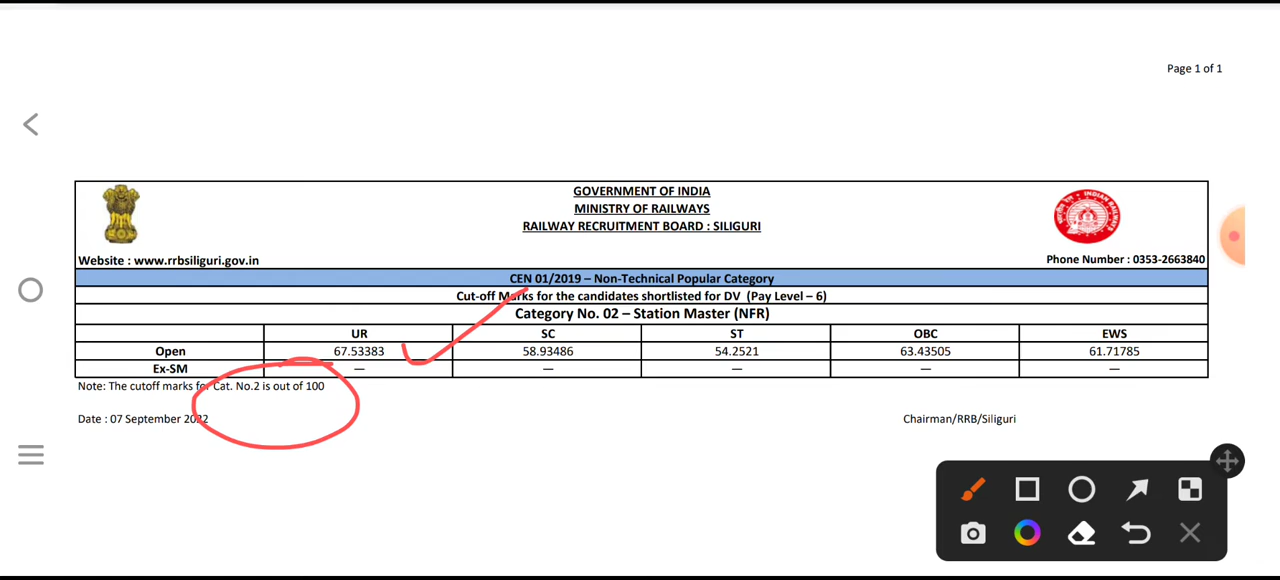 Page 1 of 1
GOVERNMENT OF INDIA
MINISTRY OF RAILWAYS
RAILWAY RECRUITMENT BOARD : SILIGURI
Website : www.rrbsiliguri.gov.in
Phone Number : 0353-2663840
CEN 01/2019 – Non-Technical Popular Category
Cut-off Marks for the candidates shortlisted for DV (Pay Level – 6)
Category No. 02 – Station Master (NFR)
UR SC ST OBC EWS
Open 67.53383 58.93486 54.2521 63.43505 61.71785
Ex-SM — — — — —
Note: The cutoff marks for Cat. No.2 is out of 100
Date : 07 September 2022
Chairman/RRB/Siliguri